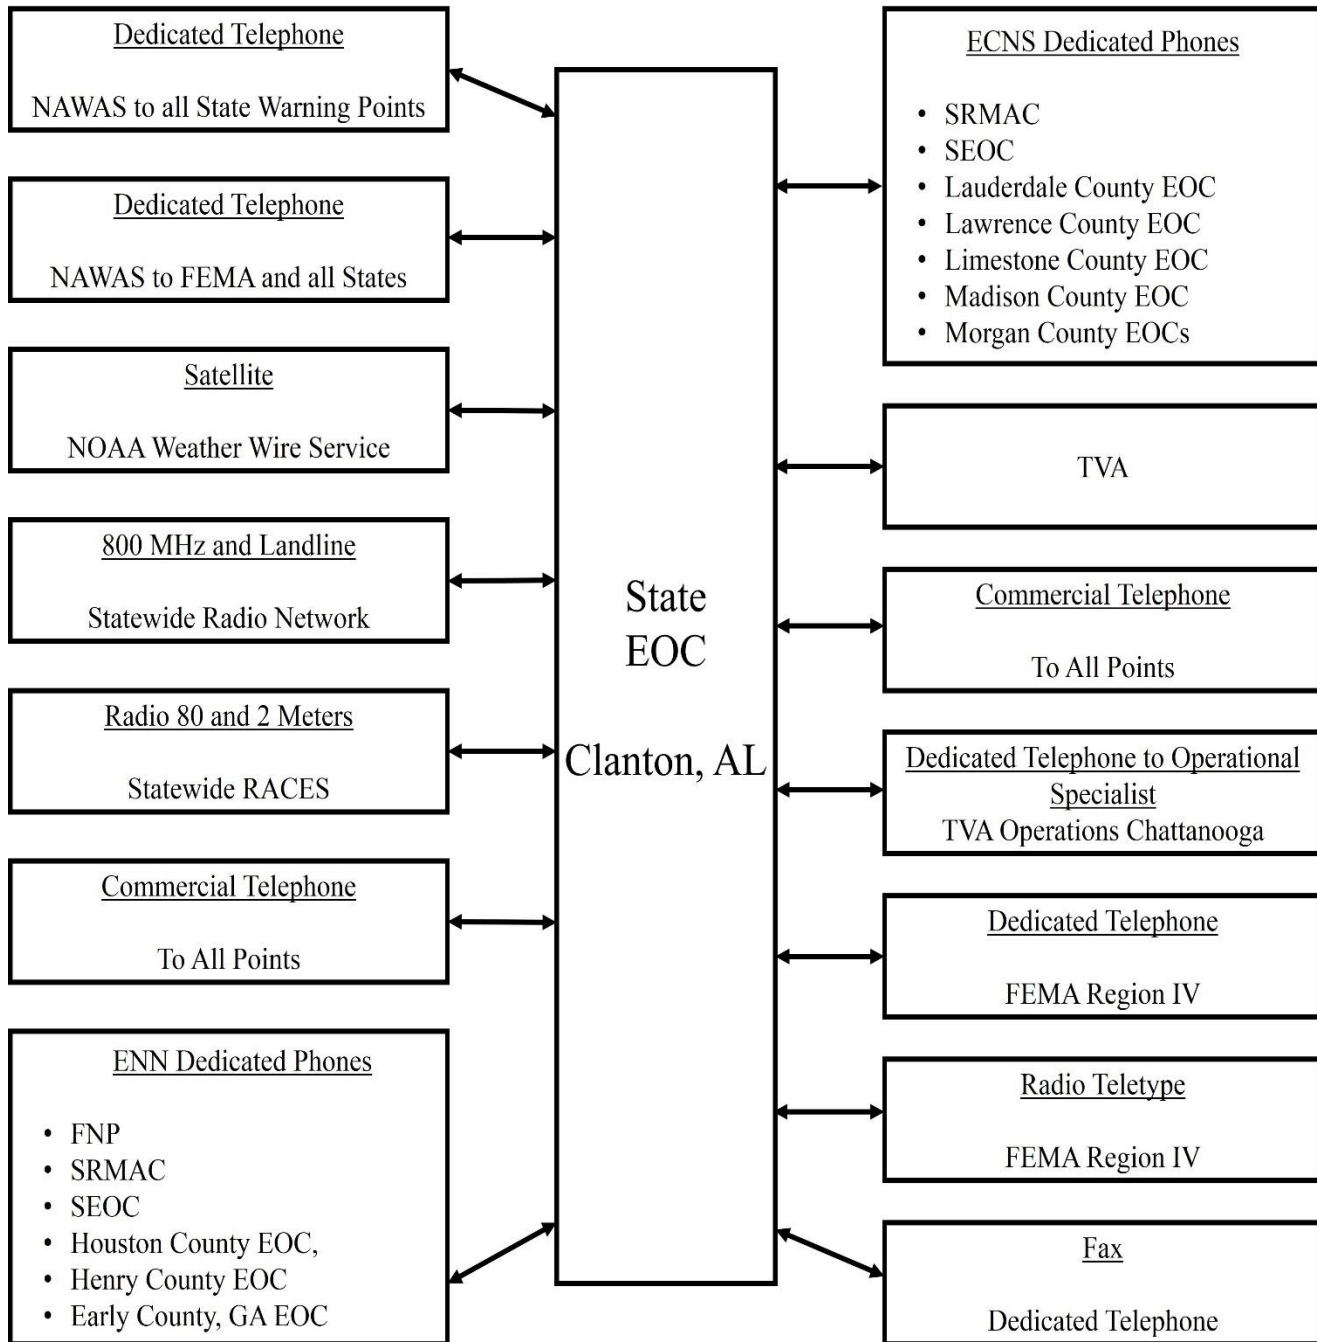 Dedicated Telephone
NAWAS to all State Warning Points
Dedicated Telephone
NAWAS to FEMA and all States
Satellite
NOAA Weather Wire Service
800 MHz and Landline
Statewide Radio Network
Radio 80 and 2 Meters
Statewide RACES
Commercial Telephone
To All Points
ENN Dedicated Phones
• FNP
• SRMAC
• SEOC
• Houston County EOC,
• Henry County EOC
• Early County, GA EOC
State
EOC
Clanton, AL
ECNS Dedicated Phones
• SRMAC
• SEOC
• Lauderdale County EOC
• Lawrence County EOC
• Limestone County EOC
• Madison County EOC
• Morgan County EOCs
TVA
Commercial Telephone
To All Points
Dedicated Telephone to Operational
Specialist
TVA Operations Chattanooga
Dedicated Telephone
FEMA Region IV
Radio Teletype
FEMA Region IV
Fax
Dedicated Telephone